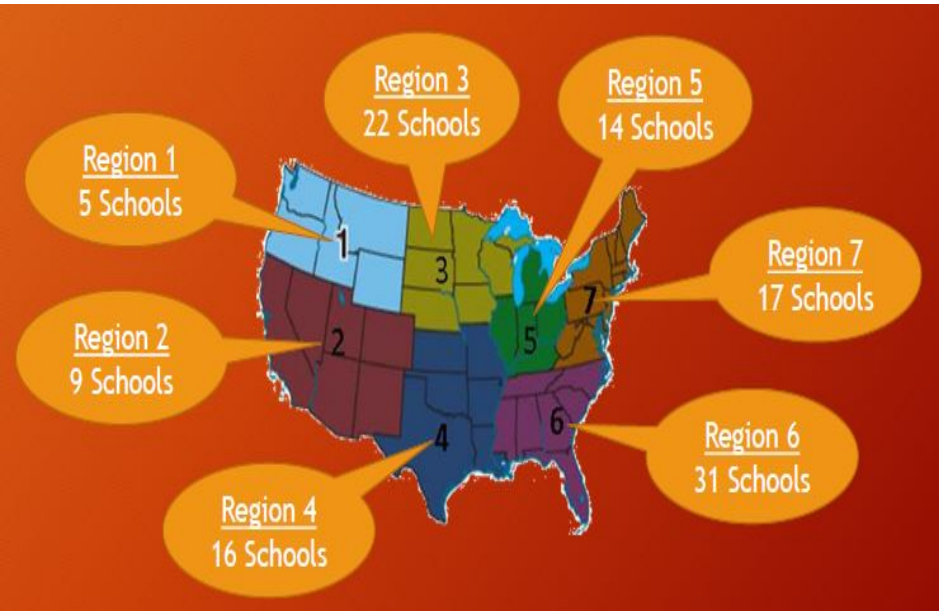 Region 3
22 Schools
Region 5
14 Schools
Region 1
5 Schools
Region 7
17 Schools
Region 2
9 Schools
Region 6
31 Schools
Region 4
16 Schools
1
3
2
5
7
4
6